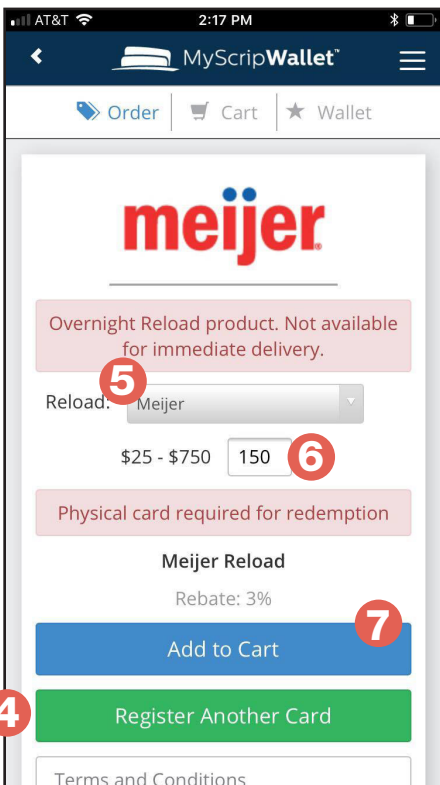 AT&T 2:17 PM
MyScripWallet™
Order Cart Wallet
meijer
Overnight Reload product. Not available
for immediate delivery.
5
Reload: Meijer
$25 - $750 150 6
Physical card required for redemption
Meijer Reload
Rebate: 3%
7
Add to Cart
4 Register Another Card
Terms and Conditions